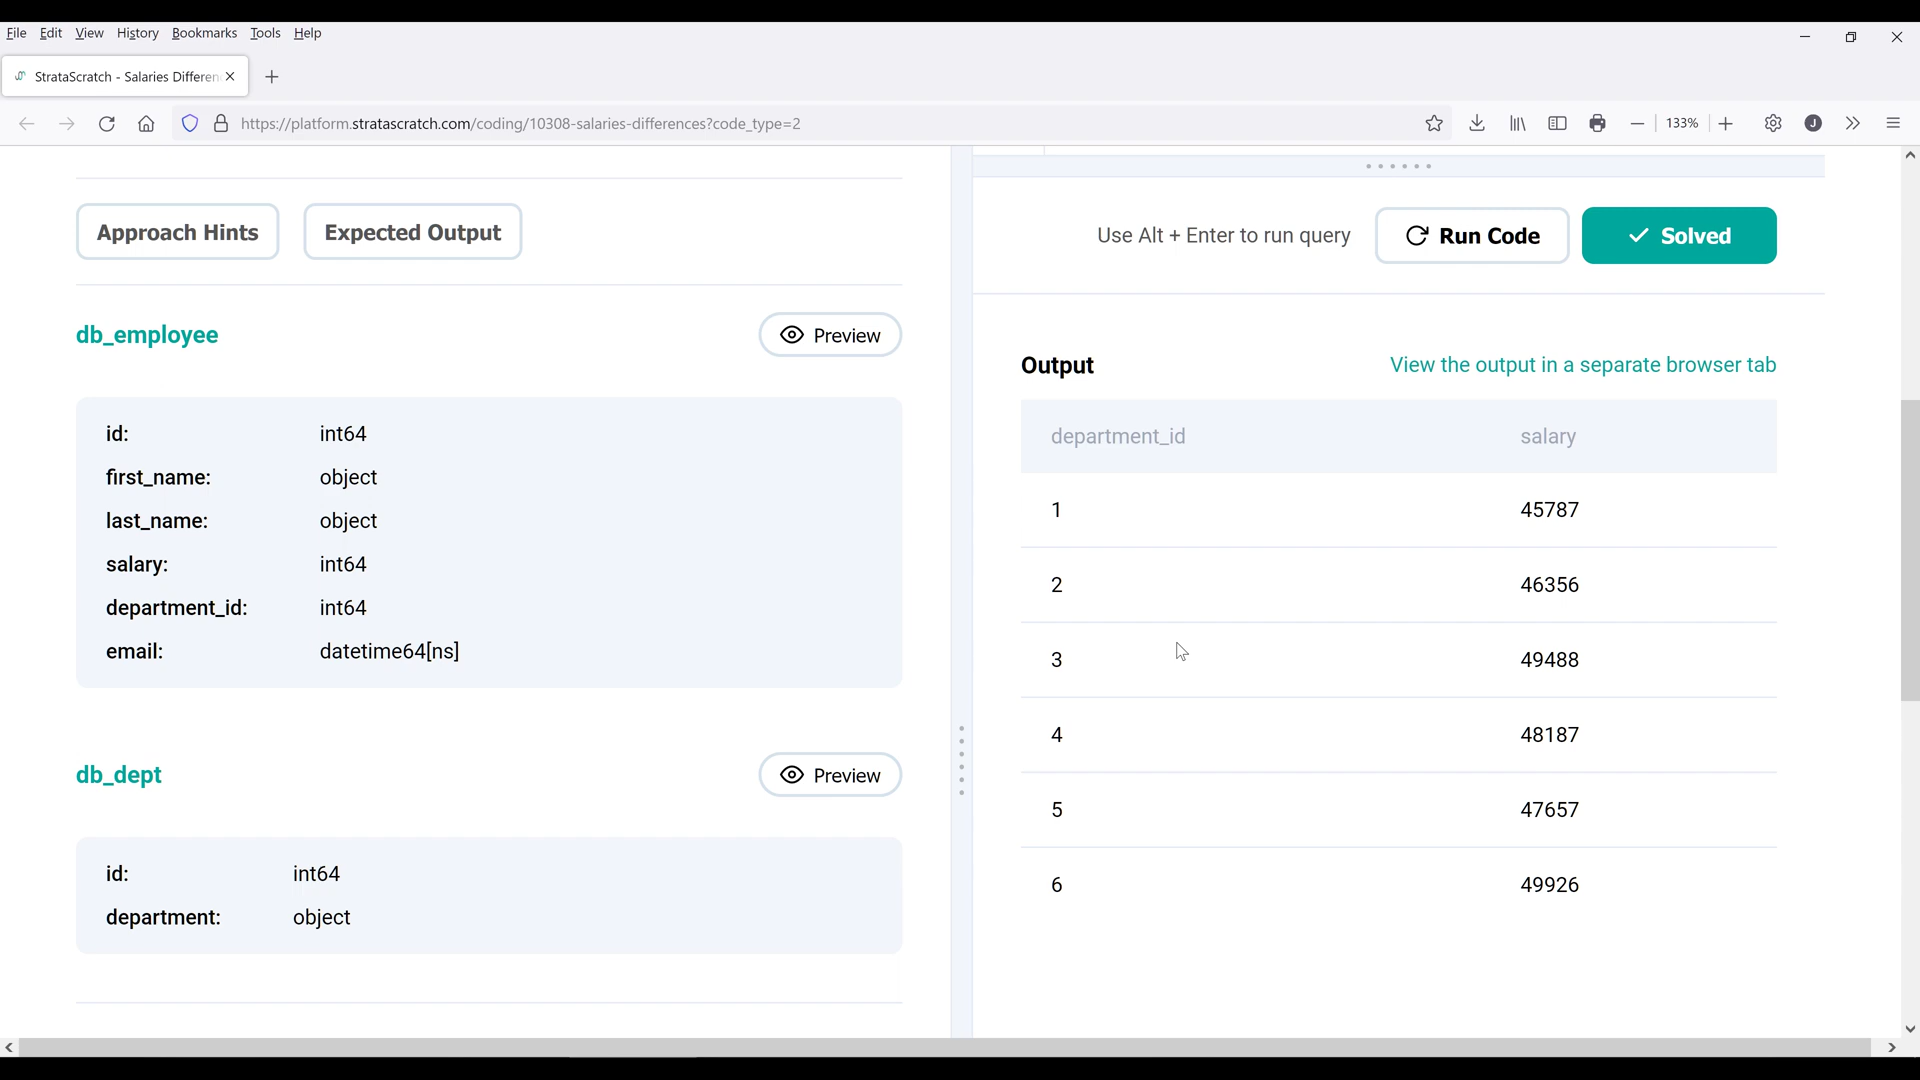 File Edit View History Bookmarks Tools Help
StrataScratch - Salaries Differen
https://platform.stratascratch.com/coding/10308-salaries-differences?code_type=2
133%
J
Approach Hints
Expected Output
db_employee
Preview
id: int64
first_name: object
last_name: object
salary: int64
department_id: int64
email: datetime64[ns]
db_dept
Preview
id: int64
department: object
Use Alt + Enter to run query
Run Code
Solved
Output
View the output in a separate browser tab
department_id salary
1 45787
2 46356
3 49488
4 48187
5 47657
6 49926